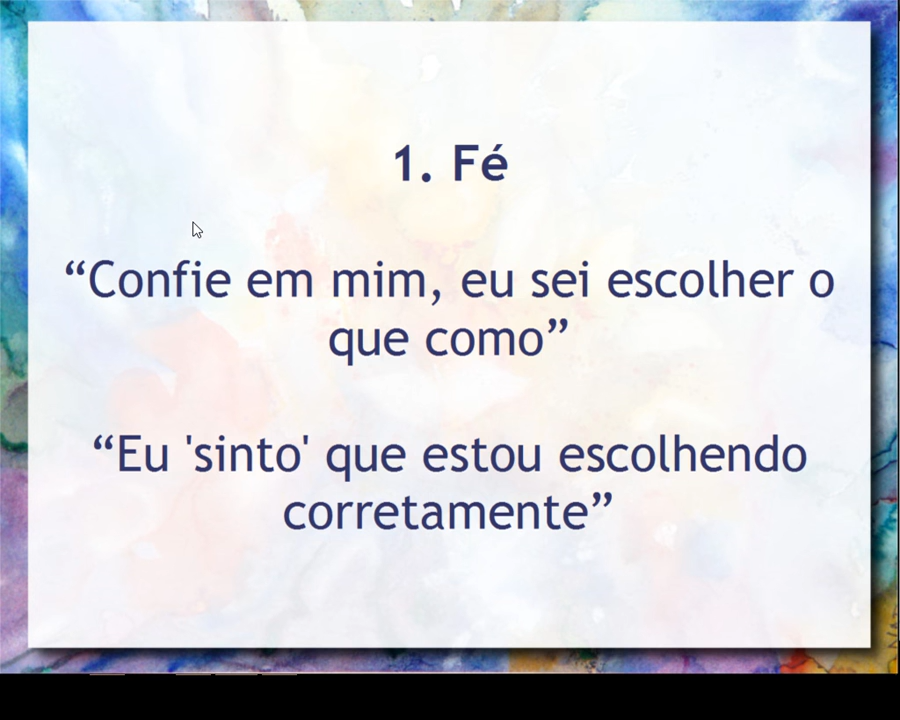 1. Fé
“Confie em mim, eu sei escolher o
que como”
“Eu 'sinto' que estou escolhendo
corretamente”